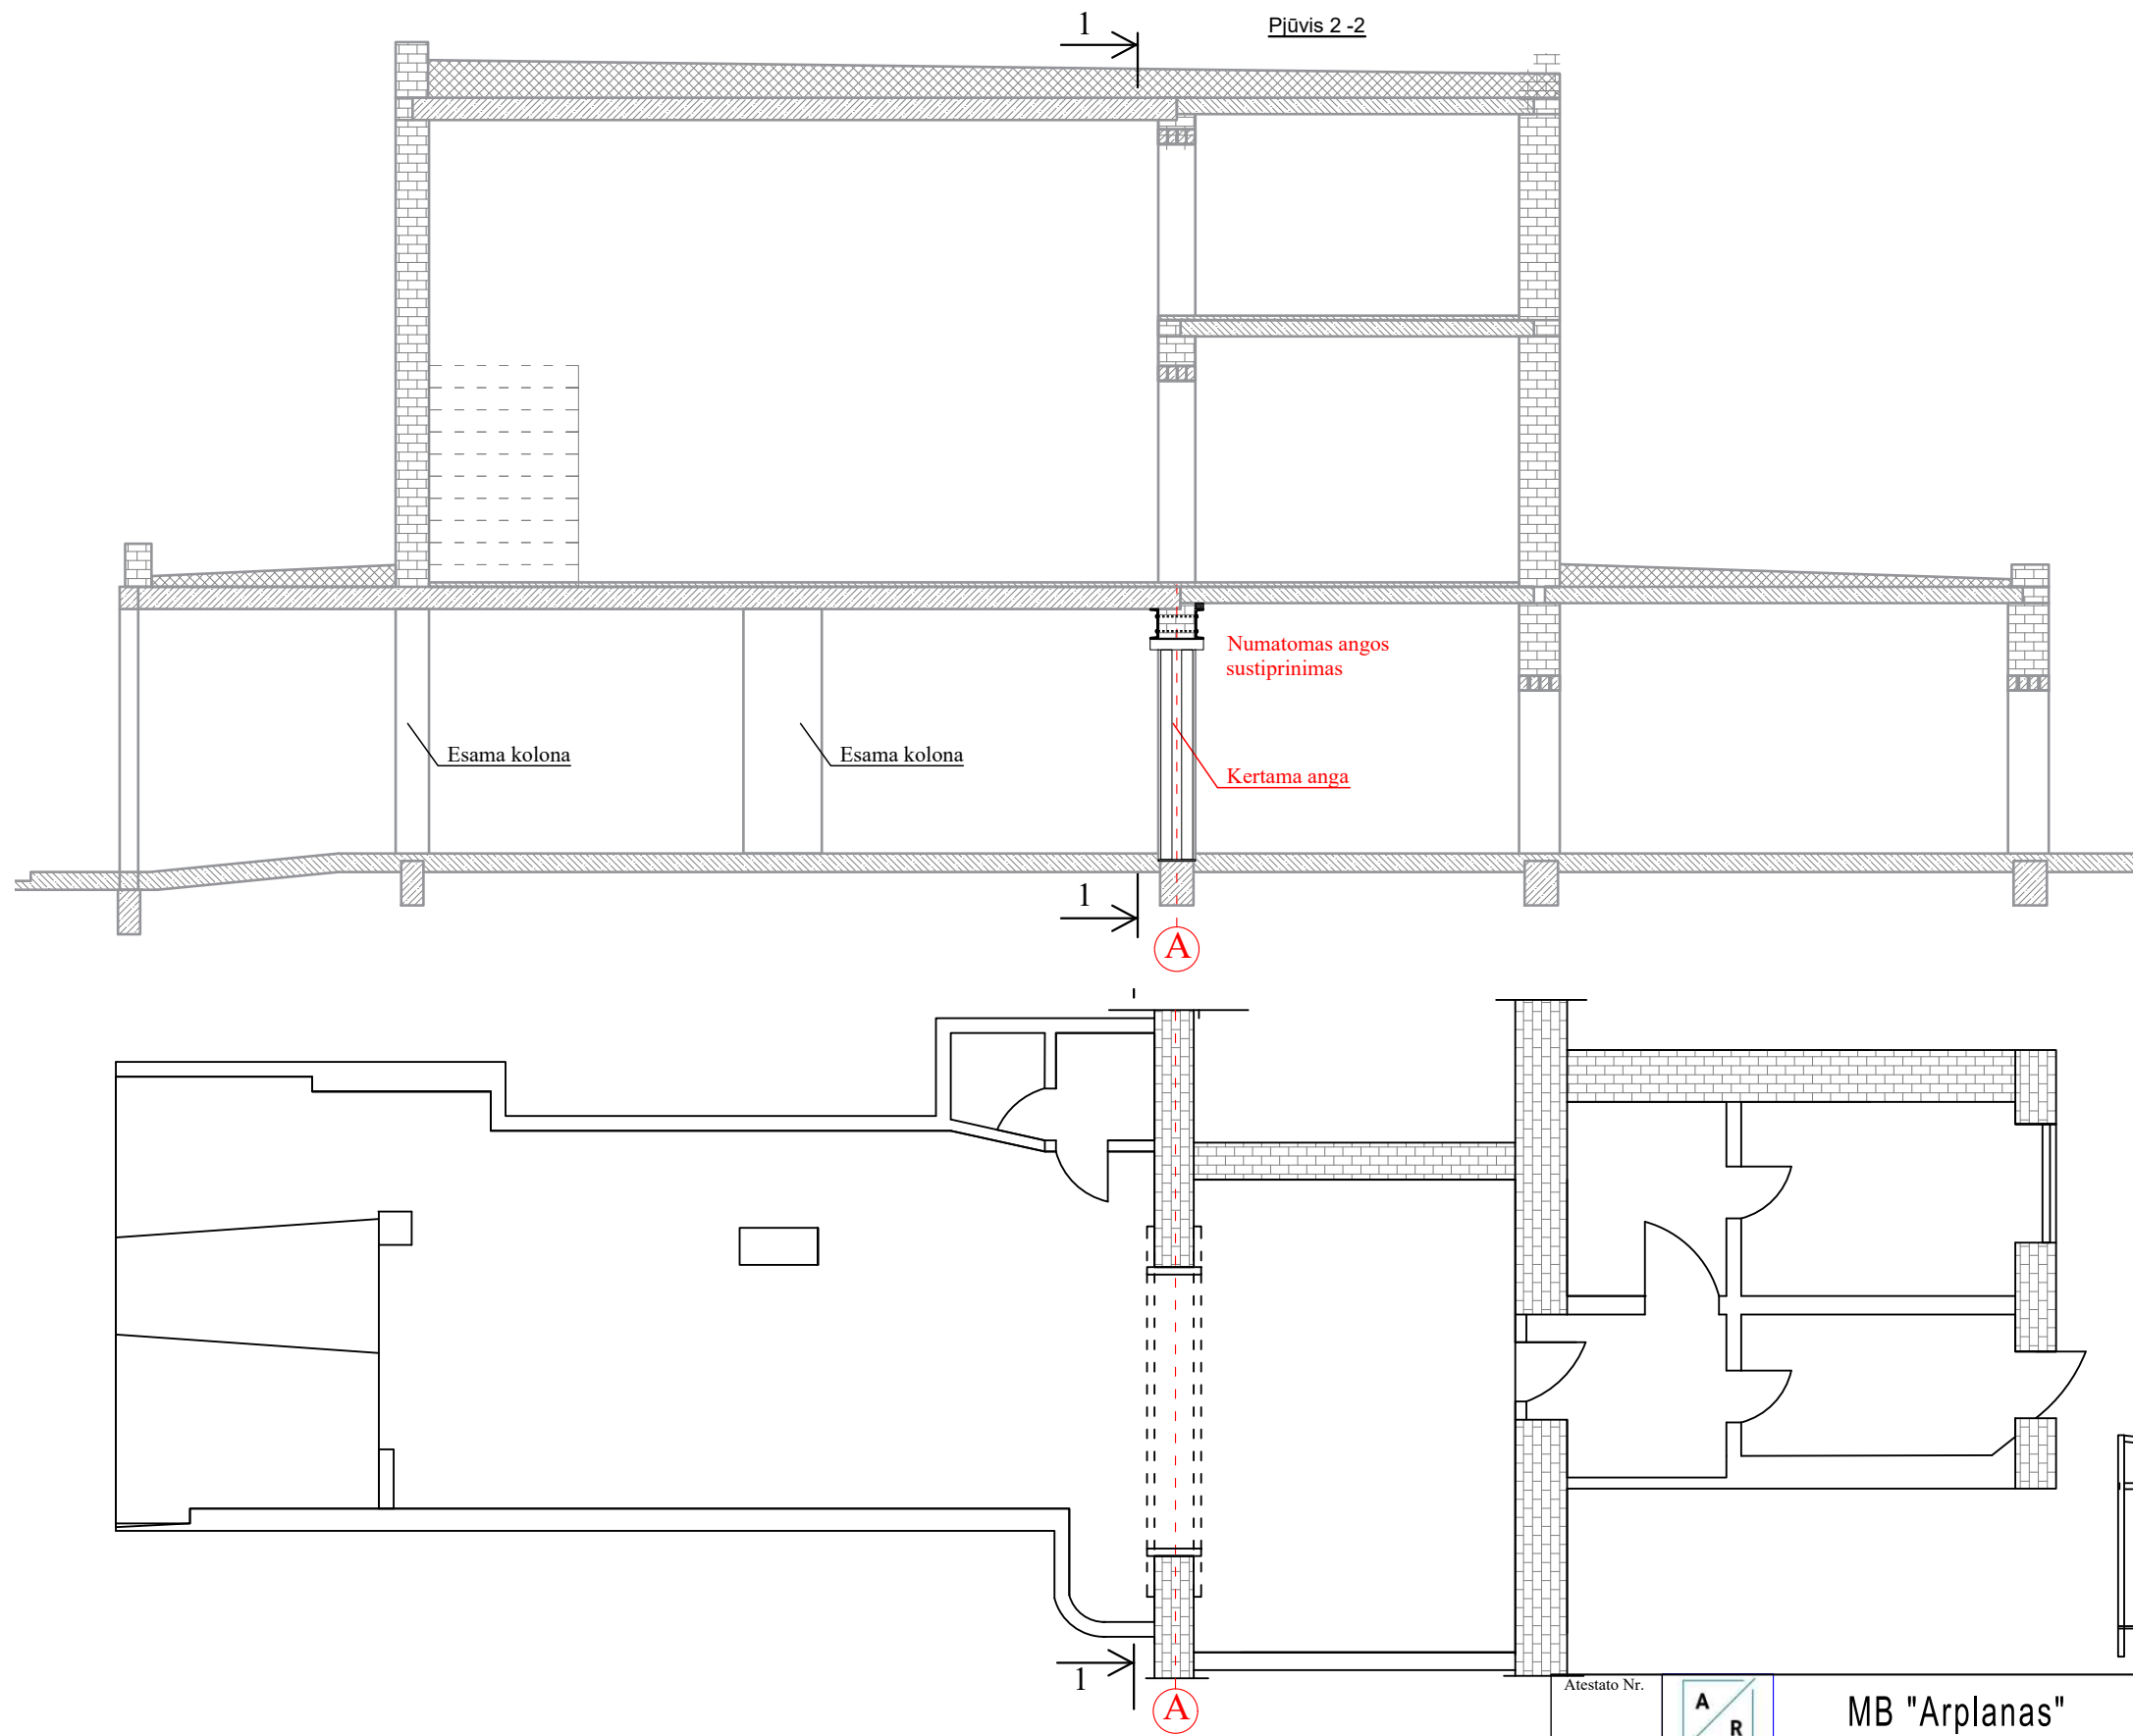 1
Pjūvis 2 -2
Numatomas angos
sustiprinimas
Esama kolona
Esama kolona
Kertama anga
1
A
1
A
Atestato Nr.
A
R
MB "Arplanas"